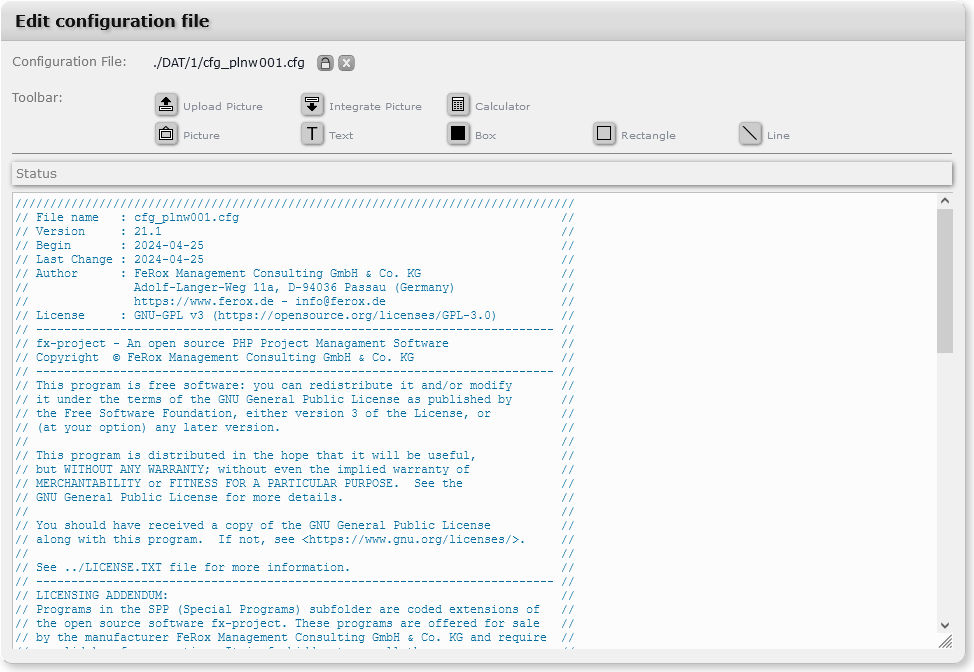 Edit configuration file
Configuration File: ./DAT/1/cfg_plnw001.cfg
Toolbar:
Upload Picture Integrate Picture Calculator
Picture Text Box Rectangle Line
Status
////////////////////////////////////////////////////////////////////////////////
// File name   : cfg_plnw001.cfg                                              //
// Version     : 21.1                                                         //
// Begin       : 2024-04-25                                                   //
// Last Change : 2024-04-25                                                   //
// Author      : FeRox Management Consulting GmbH & Co. KG                    //
//               Adolf-Langer-Weg 11a, D-94036 Passau (Germany)               //
//               https://www.ferox.de - info@ferox.de                         //
// License     : GNU-GPL v3 (https://opensource.org/licenses/GPL-3.0)         //
// -------------------------------------------------------------------------- //
// fx-project - An open source PHP Project Managament Software                //
// Copyright  © FeRox Management Consulting GmbH & Co. KG                     //
// -------------------------------------------------------------------------- //
// This program is free software: you can redistribute it and/or modify       //
// it under the terms of the GNU General Public License as published by       //
// the Free Software Foundation, either version 3 of the License, or          //
// (at your option) any later version.                                        //
//                                                                            //
// This program is distributed in the hope that it will be useful,            //
// but WITHOUT ANY WARRANTY; without even the implied warranty of             //
// MERCHANTABILITY or FITNESS FOR A PARTICULAR PURPOSE.  See the              //
// GNU General Public License for more details.                               //
//                                                                            //
// You should have received a copy of the GNU General Public License          //
// along with this program.  If not, see <https://www.gnu.org/licenses/>.     //
//                                                                            //
// See ../LICENSE.TXT file for more information.                              //
// -------------------------------------------------------------------------- //
// LICENSING ADDENDUM:                                                        //
// Programs in the SPP (Special Programs) subfolder are coded extensions of   //
// the open source software fx-project. These programs are offered for sale   //
// by the manufacturer FeRox Management Consulting GmbH & Co. KG and require  //